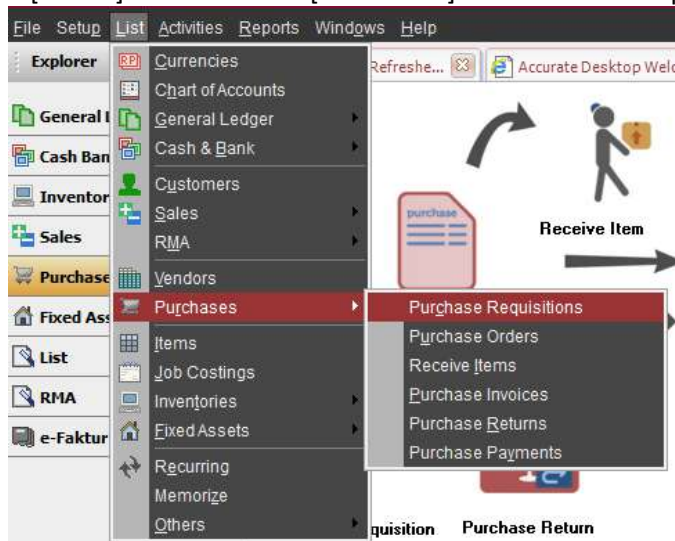 File Setup List Activities Reports Windows Help
Explorer
General L
Cash Ban
Inventor
Sales
Purchase
Fixed Ass
List
RMA
e-Faktur
Currencies
Chart of Accounts
General Ledger
Cash & Bank
Customers
Sales
RMA
Vendors
Purchases
Items
Job Costings
Inventories
Fixed Assets
Recurring
Memorize
Others
Purchase Requisitions
Purchase Orders
Receive Items
Purchase Invoices
Purchase Returns
Purchase Payments
Refreshe...
Accurate Desktop Welc
purchase
Receive Item
quisition
Purchase Return